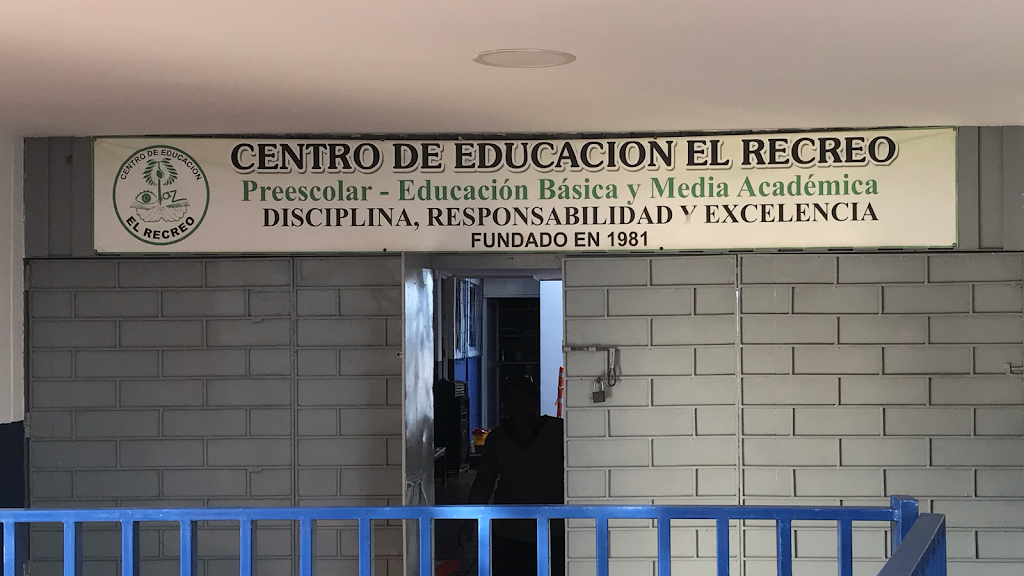 CENTRO DE EDUCACION EL RECREO
Preescolar - Educación Básica y Media Académica
DISCIPLINA, RESPONSABILIDAD Y EXCELENCIA
FUNDADO EN 1981
CENTRO DE EDUCACION
EL RECREO